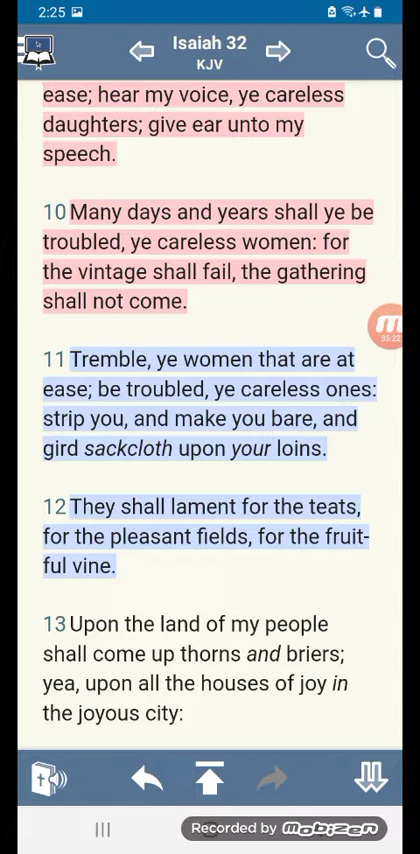 2:25
Isaiah 32
KJV
ease; hear my voice, ye careless
daughters; give ear unto my
speech.
10 Many days and years shall ye be
troubled, ye careless women: for
the vintage shall fail, the gathering
shall not come.
35:22
11 Tremble, ye women that are at
ease; be troubled, ye careless ones:
strip you, and make you bare, and
gird sackcloth upon your loins.
12 They shall lament for the teats,
for the pleasant fields, for the fruit-
ful vine.
13 Upon the land of my people
shall come up thorns and briers;
yea, upon all the houses of joy in
the joyous city:
Recorded by mobizen